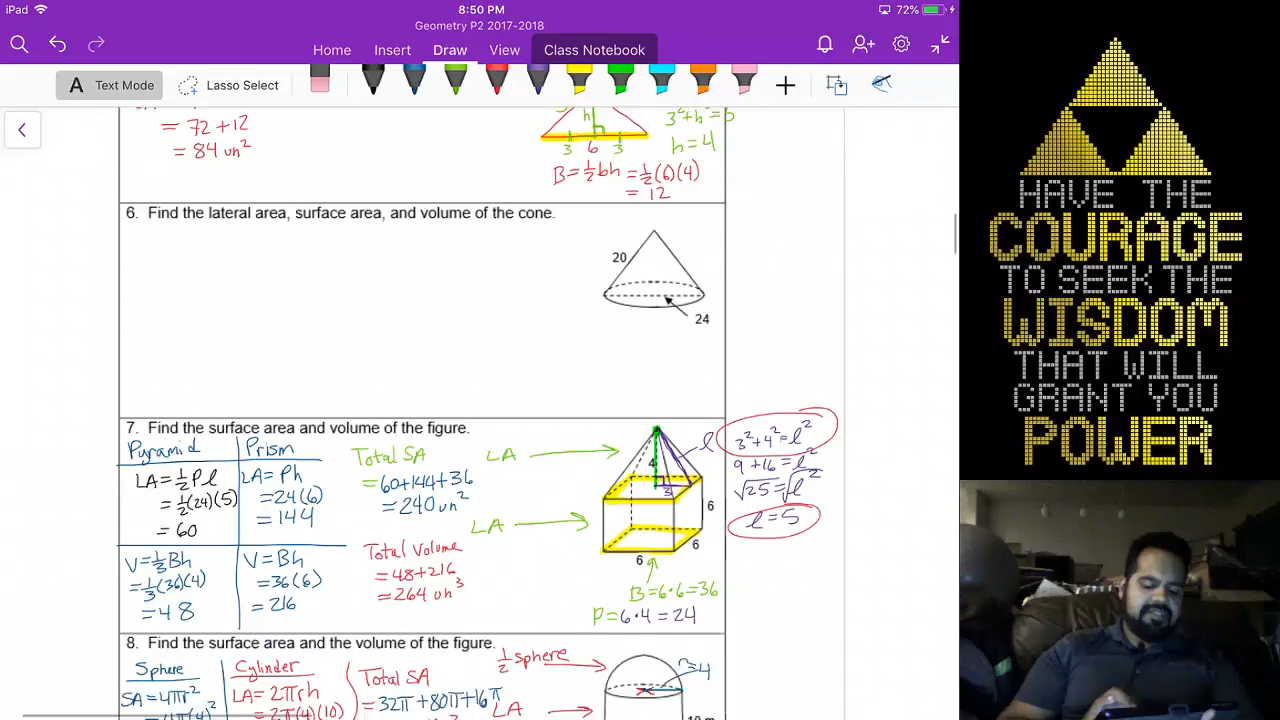 iPad 8:50 PM 72%
Geometry P2 2017-2018
Home Insert Draw View Class Notebook
A Text Mode Lasso Select
= 72 + 12
= 84 un²
h
3 6 3
3² + h² = 5
h = 4
B = ½bh = ½(6)(4)
= 12
6. Find the lateral area, surface area, and volume of the cone.
20
24
7. Find the surface area and volume of the figure.
Pyramid
LA = ½Pl
= ½(24)(5)
= 60
V = ⅓Bh
= ⅓(36)(4)
= 48
Prism
LA = Ph
= 24(6)
= 144
V = Bh
= 36(6)
= 216
Total SA
= 60+144+36
= 240 un²
Total Volume
= 48+216
= 264 un³
LA
LA
4
3
l
6
6
6
B = 6·6 = 36
P = 6·4 = 24
3² + 4² = l²
9 + 16 = l²
√25 = √l²
l = 5
8. Find the surface area and the volume of the figure.
Sphere
SA = 4πr²
Cylinder
LA = 2πrh
= 2π(4)(10)
Total SA
= 32π + 80π + 16π
½ sphere
LA
r=4
10 m
HAVE THE
COURAGE
TO SEEK THE
WISDOM
THAT WILL
GRANT YOU
POWER